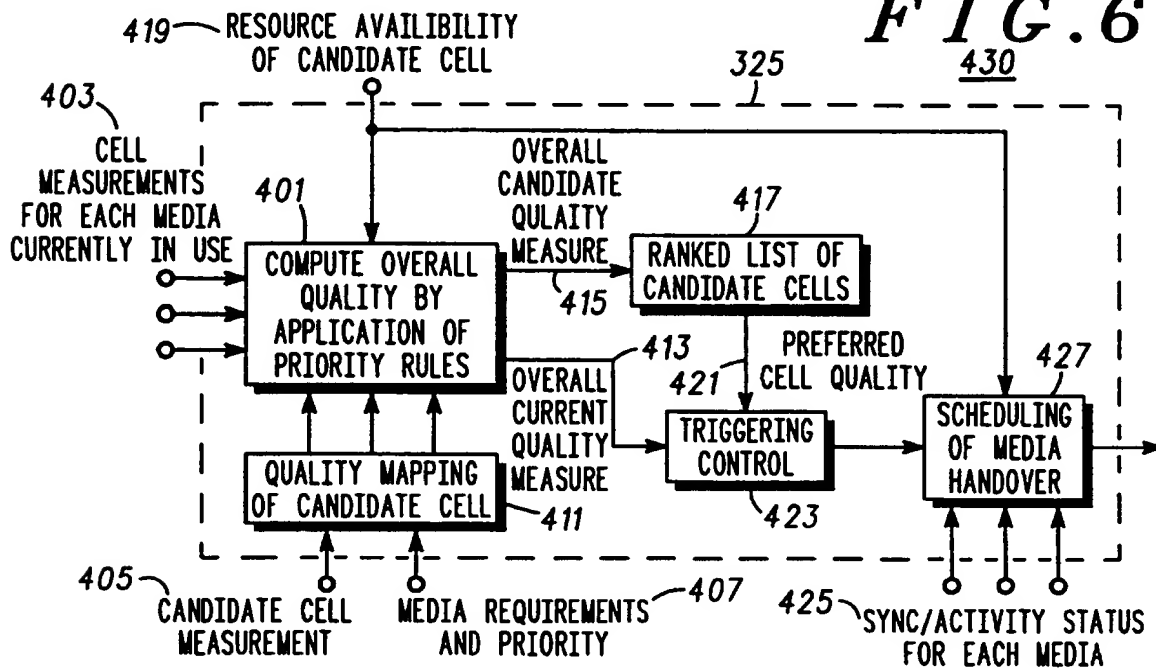 FIG.6
430
419
RESOURCE AVAILIBILITY
OF CANDIDATE CELL
325
403
CELL
MEASUREMENTS
FOR EACH MEDIA
CURRENTLY IN USE
401
COMPUTE OVERALL
QUALITY BY
APPLICATION OF
PRIORITY RULES
OVERALL
CANDIDATE
QULAITY
MEASURE
415
417
RANKED LIST OF
CANDIDATE CELLS
413
OVERALL
CURRENT
QUALITY
MEASURE
421
PREFERRED
CELL QUALITY
TRIGGERING
CONTROL
423
427
SCHEDULING
OF MEDIA
HANDOVER
QUALITY MAPPING
OF CANDIDATE CELL
411
405
CANDIDATE CELL
MEASUREMENT
407
MEDIA REQUIREMENTS
AND PRIORITY
425
SYNC/ACTIVITY STATUS
FOR EACH MEDIA